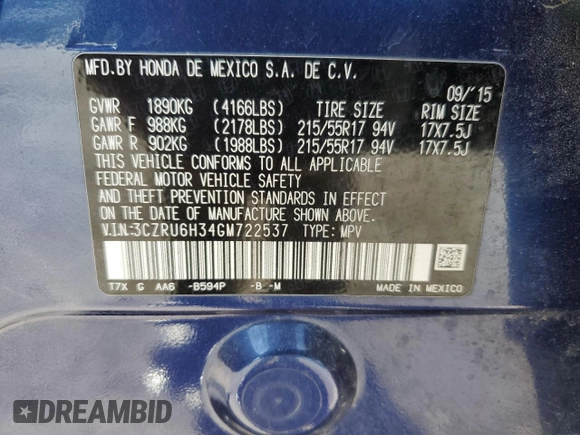 MFD.BY HONDA DE MEXICO S.A. DE C.V.
09/'15
GVWR 1890KG (4166LBS) TIRE SIZE RIM SIZE
GAWR F 988KG (2178LBS) 215/55R17 94V 17X7.5J
GAWR R 902KG (1988LBS) 215/55R17 94V 17X7.5J
THIS VEHICLE CONFORMS TO ALL APPLICABLE
FEDERAL MOTOR VEHICLE SAFETY
AND THEFT PREVENTION STANDARDS IN EFFECT
ON THE DATE OF MANUFACTURE SHOWN ABOVE.
V.I.N:3CZRU6H34GM722537 TYPE: MPV
T7X G AA6 -B594P -B -M MADE IN MEXICO
DREAMBID